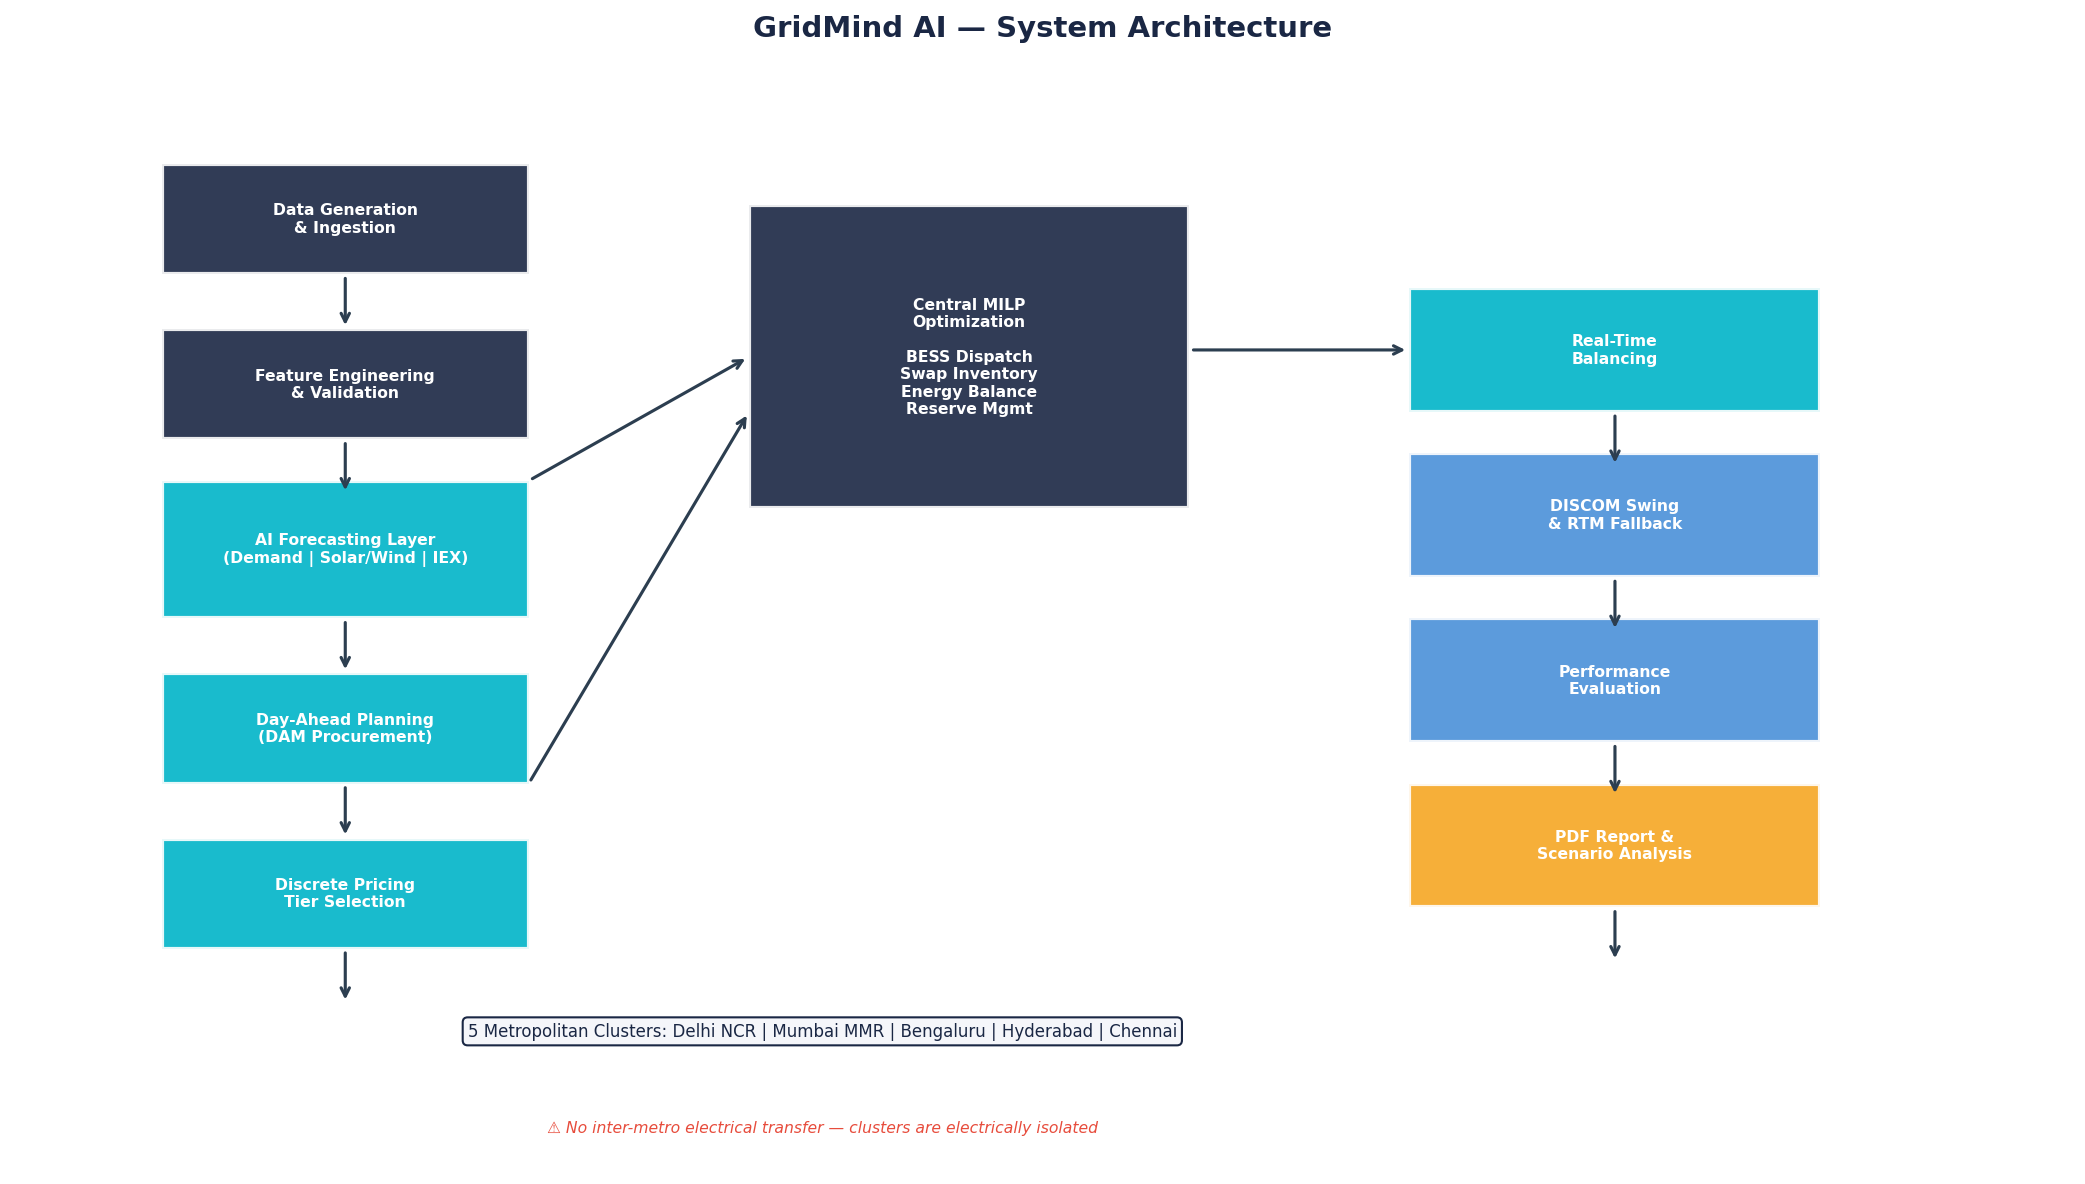 GridMind AI — System Architecture
Data Generation
& Ingestion
Feature Engineering
& Validation
AI Forecasting Layer
(Demand | Solar/Wind | IEX)
Day-Ahead Planning
(DAM Procurement)
Discrete Pricing
Tier Selection
Central MILP
Optimization
BESS Dispatch
Swap Inventory
Energy Balance
Reserve Mgmt
Real-Time
Balancing
DISCOM Swing
& RTM Fallback
Performance
Evaluation
PDF Report &
Scenario Analysis
5 Metropolitan Clusters: Delhi NCR | Mumbai MMR | Bengaluru | Hyderabad | Chennai
⚠ No inter-metro electrical transfer — clusters are electrically isolated